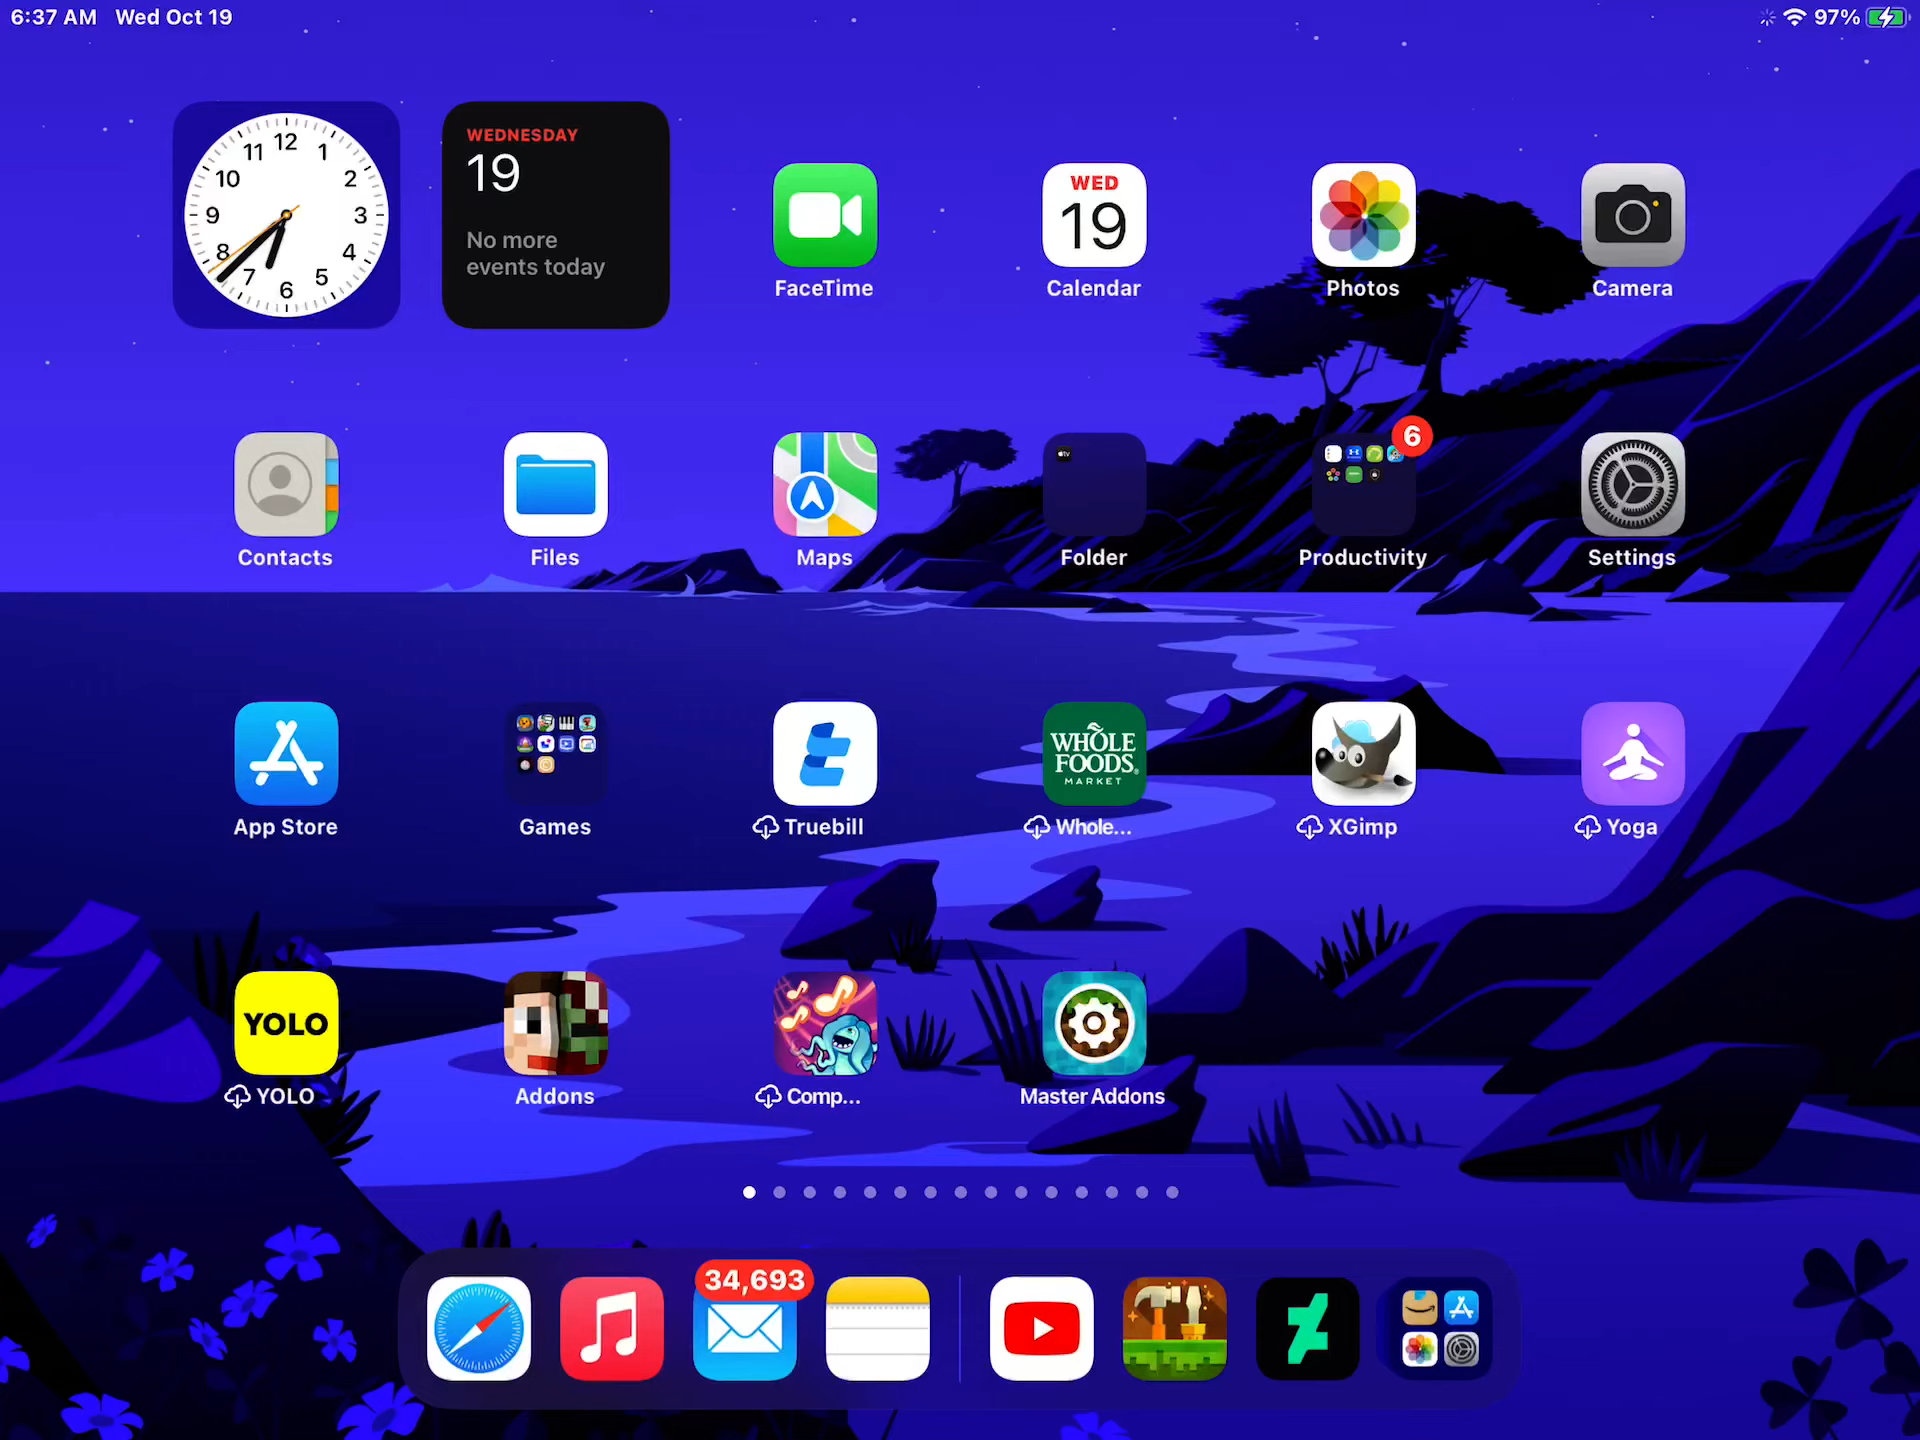 6:37 AM Wed Oct 19
97%
12
11 1
10 2
9 3
8 4
7 5
6
WEDNESDAY
19
No more
events today
WED
19
FaceTime Calendar Photos Camera
6
tv
Contacts Files Maps Folder Productivity Settings
WHOLE
FOODS
MARKET
App Store Games Truebill Whole... XGimp Yoga
YOLO
YOLO Addons Comp... Master Addons
34,693